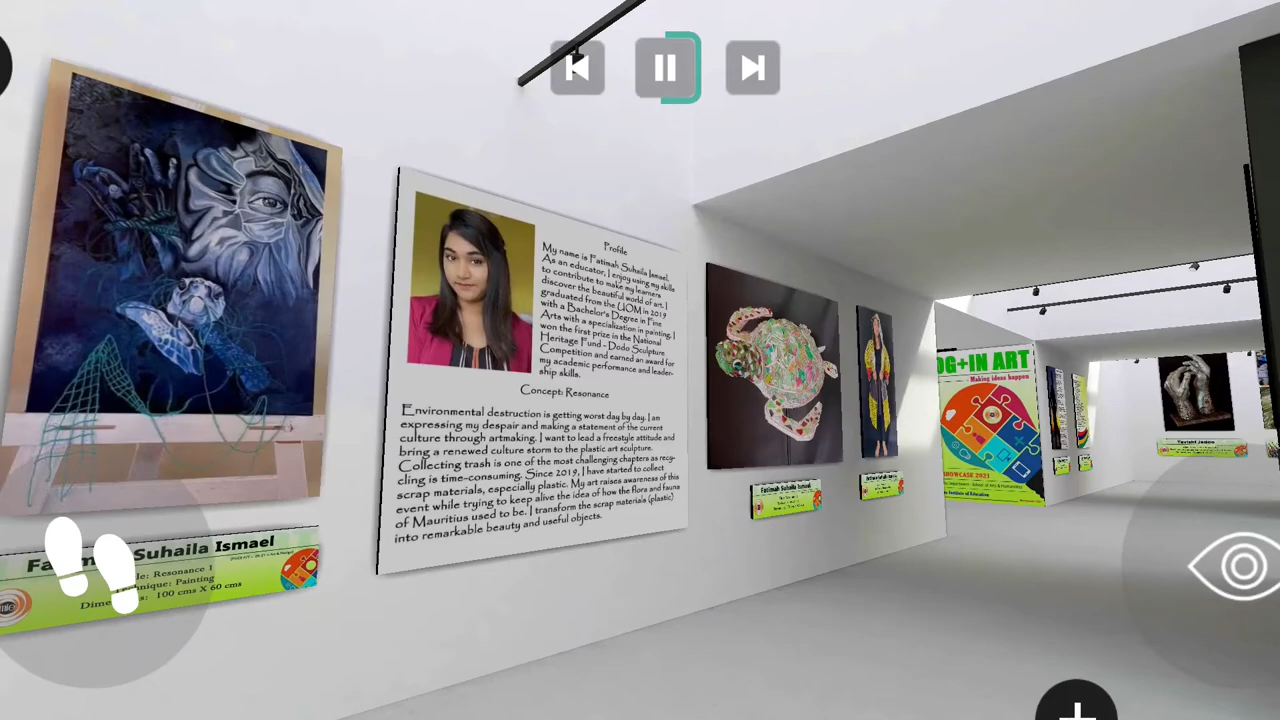 Profile
My name is Fatimah Suhaila Ismael.
As an educator, I enjoy using my skills
to contribute to make my learners
discover the beautiful world of art. I
graduated from the UOM in 2019
with a Bachelor's Degree in Fine
Arts with a specialization in painting. I
won the first prize in the National
Heritage Fund - Dodo Sculpture
Competition and earned an award for
my academic performance and leader-
ship skills.
Concept: Resonance
Environmental destruction is getting worst day by day. I am
expressing my despair and making a statement of the current
culture through artmaking. I want to lead a freestyle attitude and
bring a renewed culture storm to the plastic art sculpture.
Collecting trash is one of the most challenging chapters as recy-
cling is time-consuming. Since 2019, I have started to collect
scrap materials, especially plastic. My art raises awareness of this
event while trying to keep alive the idea of how the flora and fauna
of Mauritius used to be. I transform the scrap materials (plastic)
into remarkable beauty and useful objects.
Suhaila Ismael
Resonance 1
Painting
100 cms X 60 cms
Fatimah Suhaila Ismael
OG+IN ART
Making ideas happen
SHOWCASE 2021
School of Arts & Humanities
Institute of Education